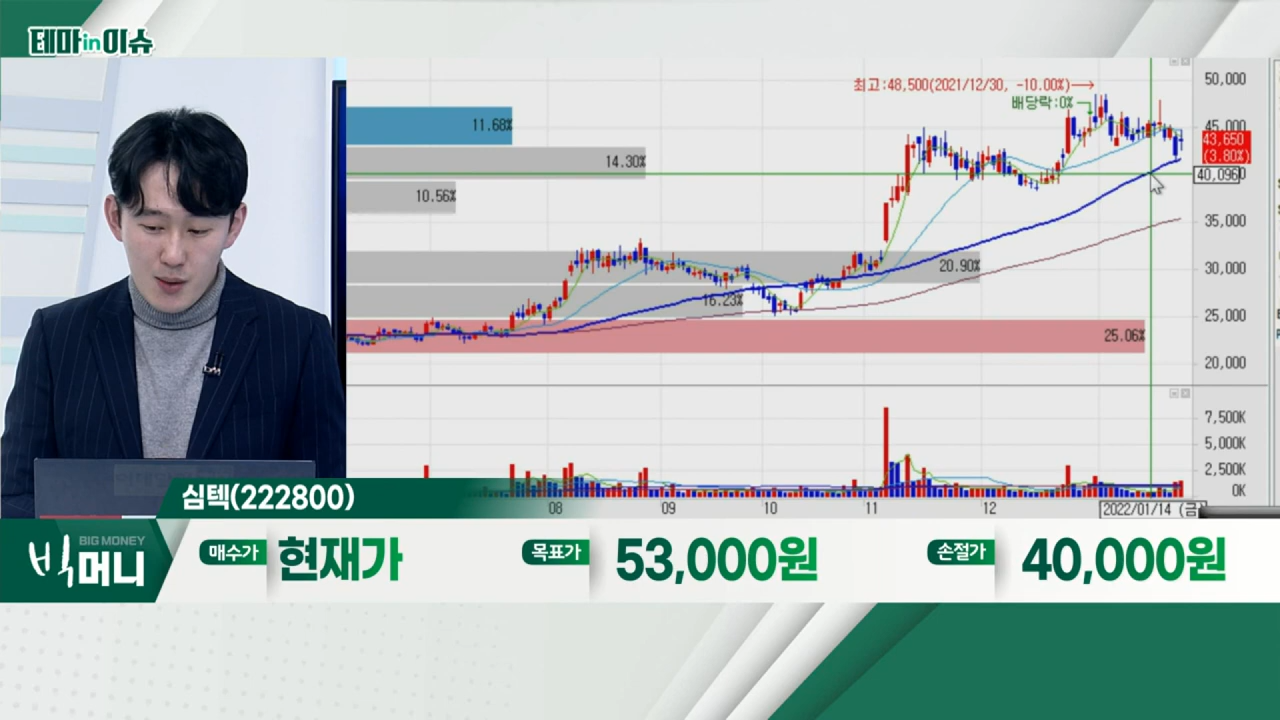 테마in이슈
최고:48,500(2021/12/30, -10.00%)→
배당락:0%
50,000
45,000
43,650
(3.80%)
40,096
35,000
30,000
25,000
20,000
11.68%
14.30%
10.56%
20.90%
16.23%
25.06%
7,500K
5,000K
2,500K
0K
08
09
10
11
12
2022/01/14 (금)
심텍(222800)
BIG MONEY
빅머니
매수가 현재가
목표가 53,000원
손절가 40,000원